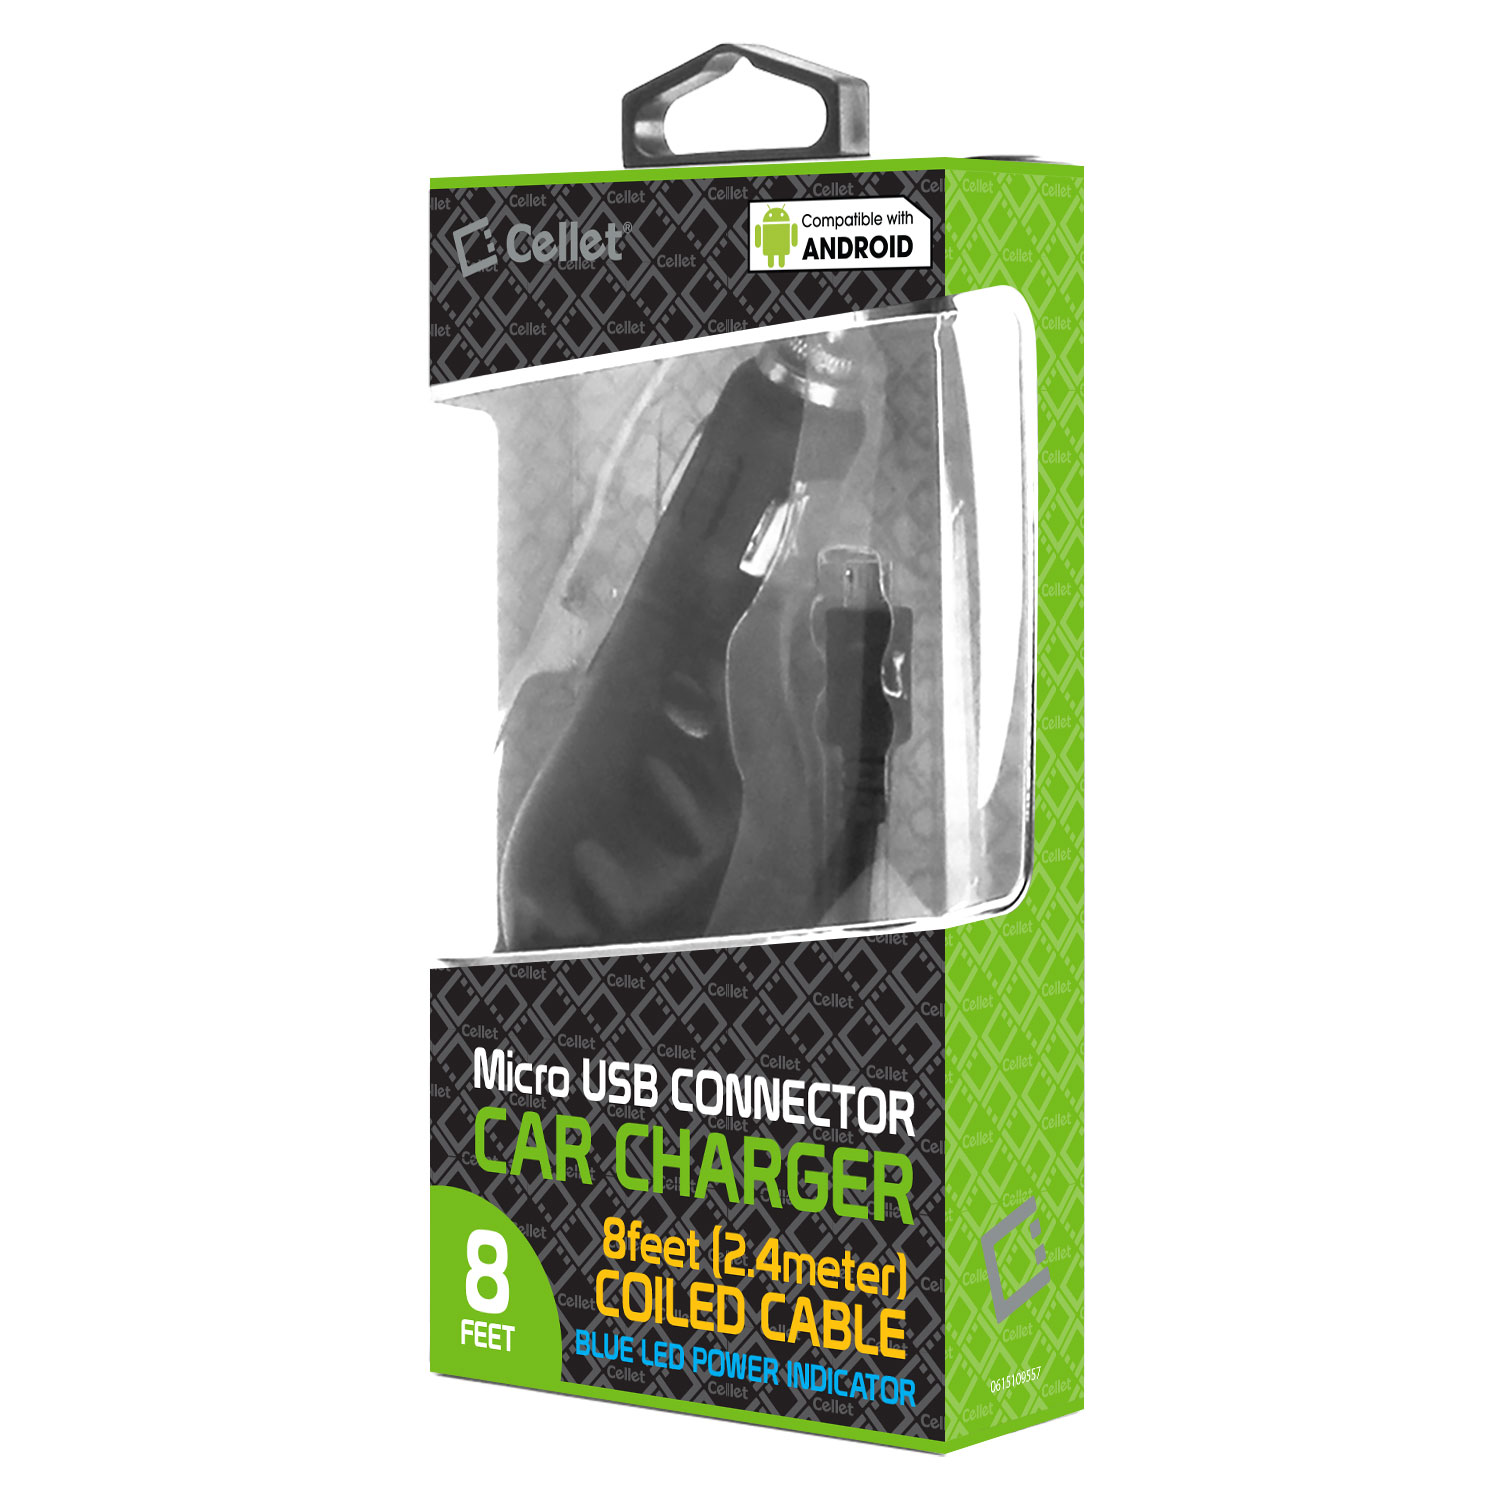 Cellet®
Compatible with
ANDROID
Micro USB CONNECTOR
CAR CHARGER
8feet (2.4meter)
COILED CABLE
BLUE LED POWER INDICATOR
8
FEET
0615109557